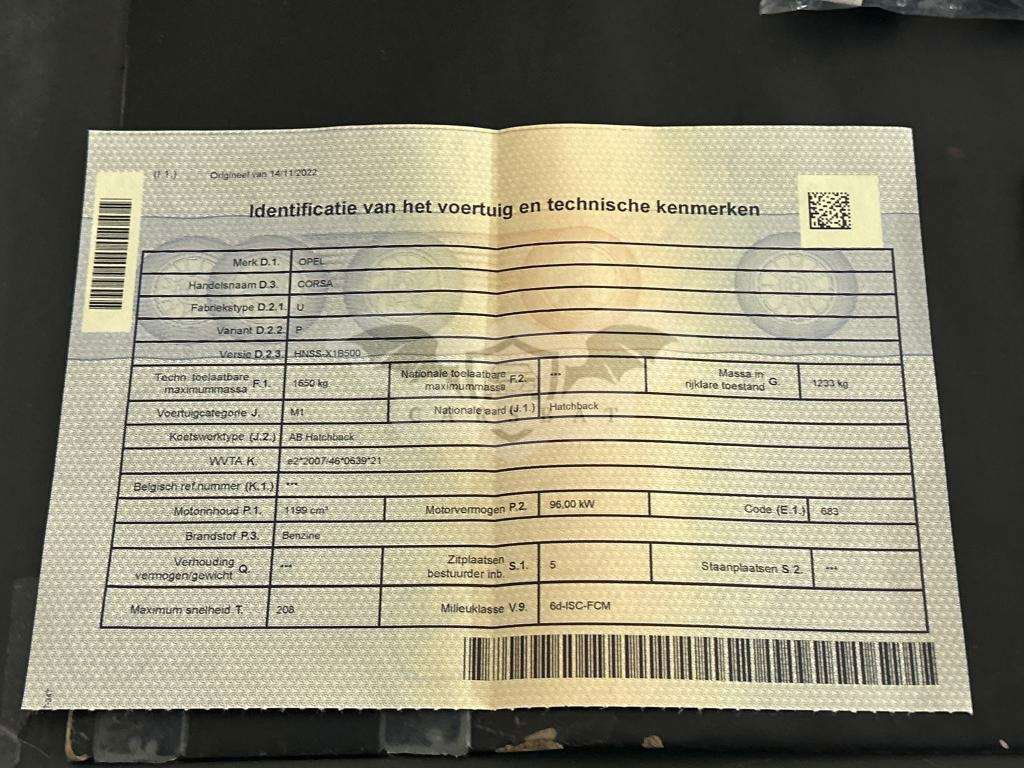 (I.1.) Origineel van 14/11/2022
Identificatie van het voertuig en technische kenmerken
Merk D.1. OPEL
Handelsnaam D.3. CORSA
Fabriekstype D.2.1. U
Variant D.2.2. P
Versie D.2.3. HNSS-X1B500
Techn. toelaatbare maximummassa F.1. 1650 kg Nationale toelaatbare maximummassa F.2. --- Massa in rijklare toestand G. 1233 kg
Voertuigcategorie J. M1 Nationale aard (J.1.) Hatchback
Koetswerktype (J.2.) AB Hatchback
WVTA K. e2*2007/46*0639*21
Belgisch ref.nummer (K.1.) ---
Motorinhoud P.1. 1199 cm³ Motorvermogen P.2. 96,00 kW Code (E.1.) 683
Brandstof P.3. Benzine
Verhouding vermogen/gewicht Q. --- Zitplaatsen bestuurder inb. S.1. 5 Staanplaatsen S.2. ---
Maximum snelheid T. 208 Milieuklasse V.9. 6d-ISC-FCM